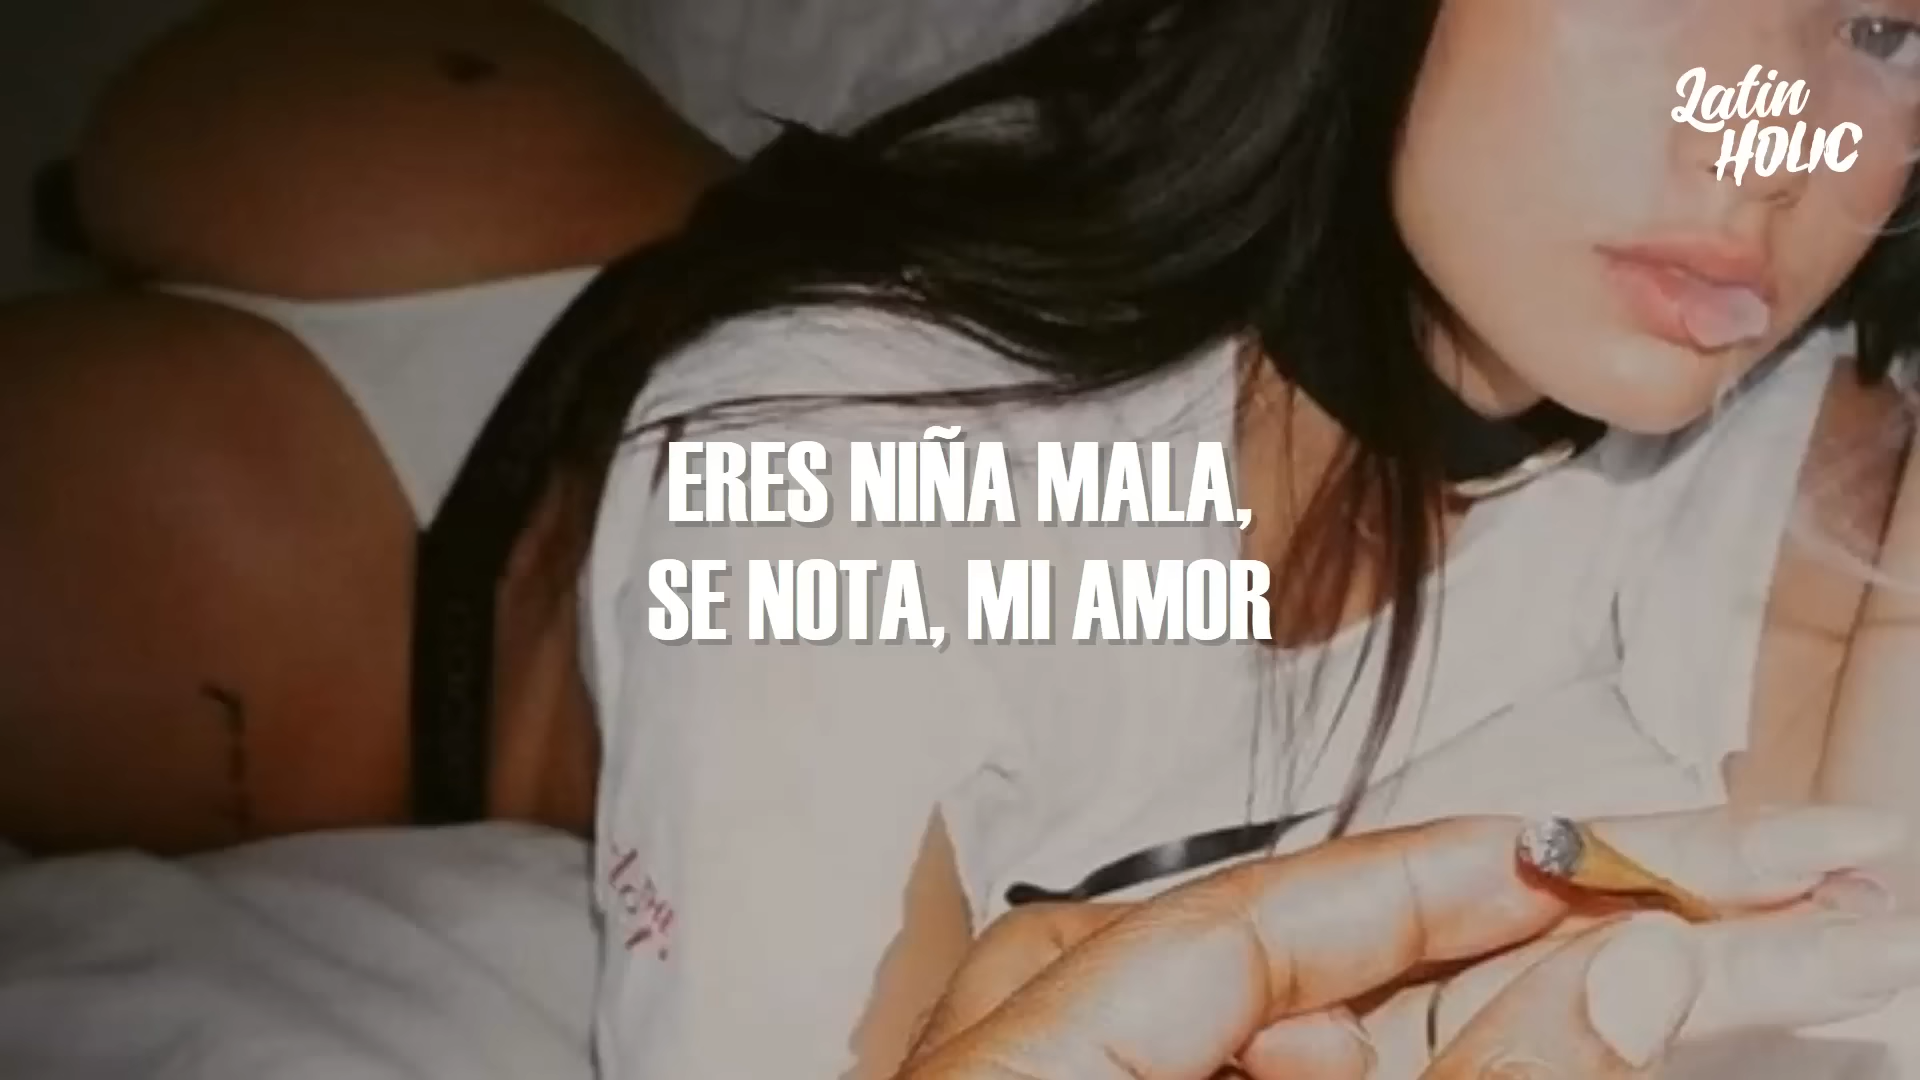 Latin
HOLIC
ERES NIÑA MALA,
SE NOTA, MI AMOR